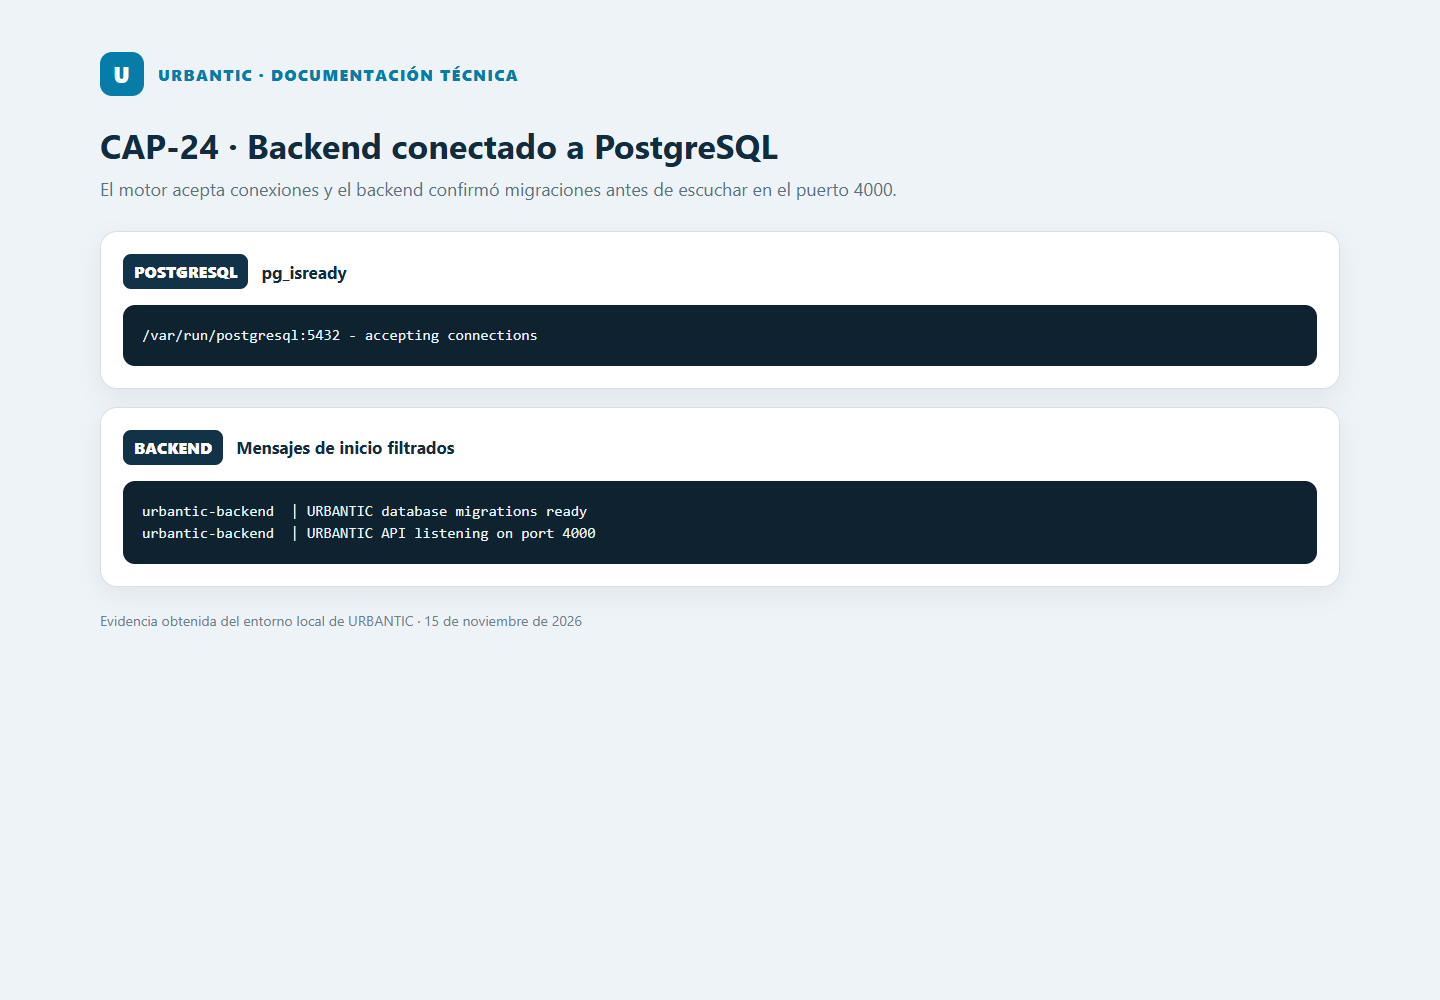 U
URBANTIC · DOCUMENTACIÓN TÉCNICA
CAP-24 · Backend conectado a PostgreSQL
El motor acepta conexiones y el backend confirmó migraciones antes de escuchar en el puerto 4000.
POSTGRESQL pg_isready
/var/run/postgresql:5432 - accepting connections
BACKEND Mensajes de inicio filtrados
urbantic-backend  | URBANTIC database migrations ready
urbantic-backend  | URBANTIC API listening on port 4000
Evidencia obtenida del entorno local de URBANTIC · 15 de noviembre de 2026